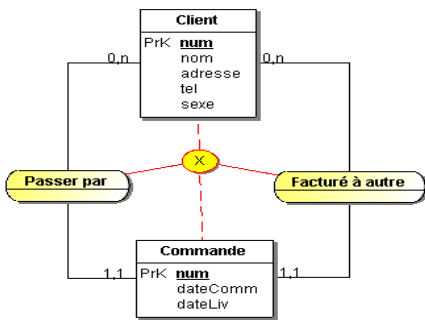 Client
PrK num
nom
adresse
tel
sexe
0,n
0,n
X
Passer par
Facturé à autre
Commande
1,1
PrK num
1,1
dateComm
dateLiv